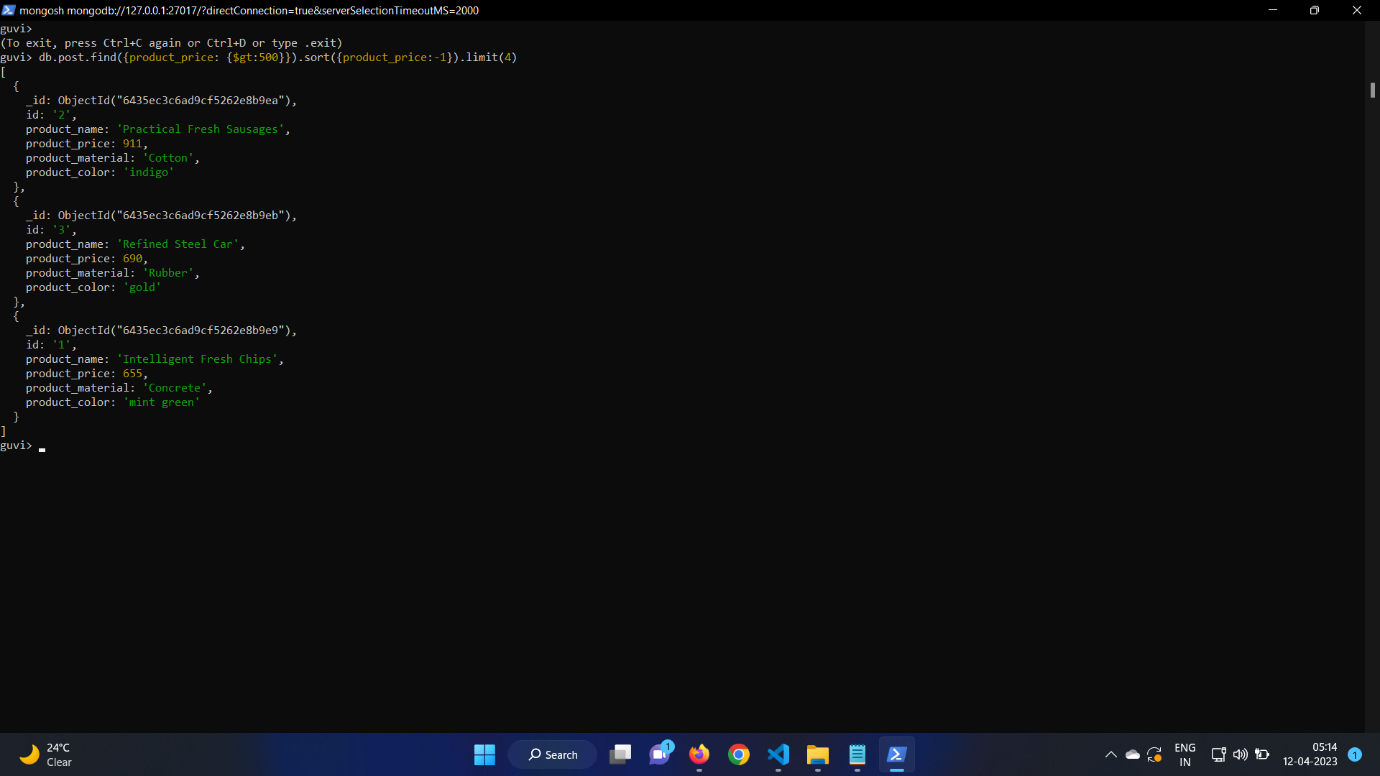 mongosh mongodb://127.0.0.1:27017/?directConnection=true&serverSelectionTimeoutMS=2000
guvi>
(To exit, press Ctrl+C again or Ctrl+D or type .exit)
guvi> db.post.find({product_price: {$gt:500}}).sort({product_price:-1}).limit(4)
[
  {
    _id: ObjectId("6435ec3c6ad9cf5262e8b9ea"),
    id: '2',
    product_name: 'Practical Fresh Sausages',
    product_price: 911,
    product_material: 'Cotton',
    product_color: 'indigo'
  },
  {
    _id: ObjectId("6435ec3c6ad9cf5262e8b9eb"),
    id: '3',
    product_name: 'Refined Steel Car',
    product_price: 690,
    product_material: 'Rubber',
    product_color: 'gold'
  },
  {
    _id: ObjectId("6435ec3c6ad9cf5262e8b9e9"),
    id: '1',
    product_name: 'Intelligent Fresh Chips',
    product_price: 655,
    product_material: 'Concrete',
    product_color: 'mint green'
  }
]
guvi>
24°C
Clear
Search
1
ENG
IN
05:14
12-04-2023
1